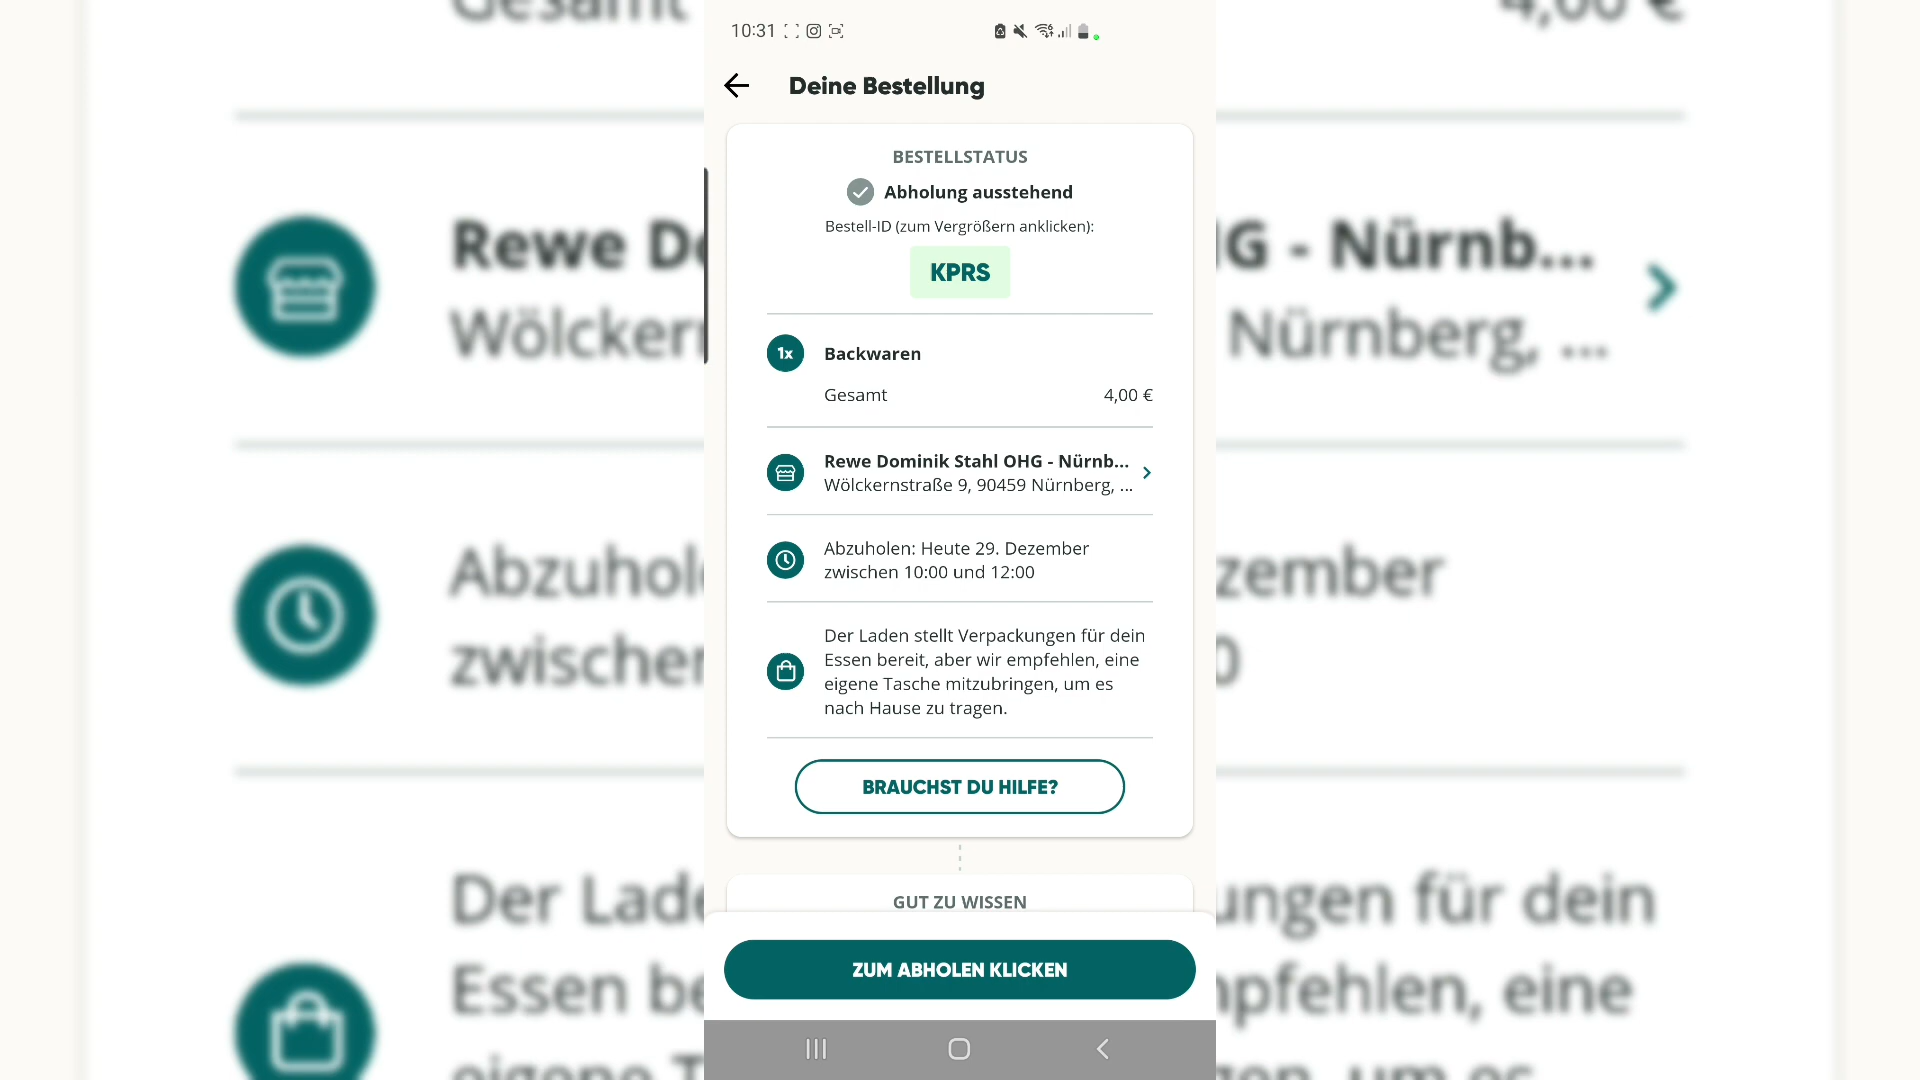 10:31
Deine Bestellung
BESTELLSTATUS
Abholung ausstehend
Bestell-ID (zum Vergrößern anklicken):
KPRS
1x Backwaren
Gesamt 4,00 €
Rewe Dominik Stahl OHG - Nürnb...
Wölckernstraße 9, 90459 Nürnberg, ...
Abzuholen: Heute 29. Dezember
zwischen 10:00 und 12:00
Der Laden stellt Verpackungen für dein
Essen bereit, aber wir empfehlen, eine
eigene Tasche mitzubringen, um es
nach Hause zu tragen.
BRAUCHST DU HILFE?
GUT ZU WISSEN
ZUM ABHOLEN KLICKEN